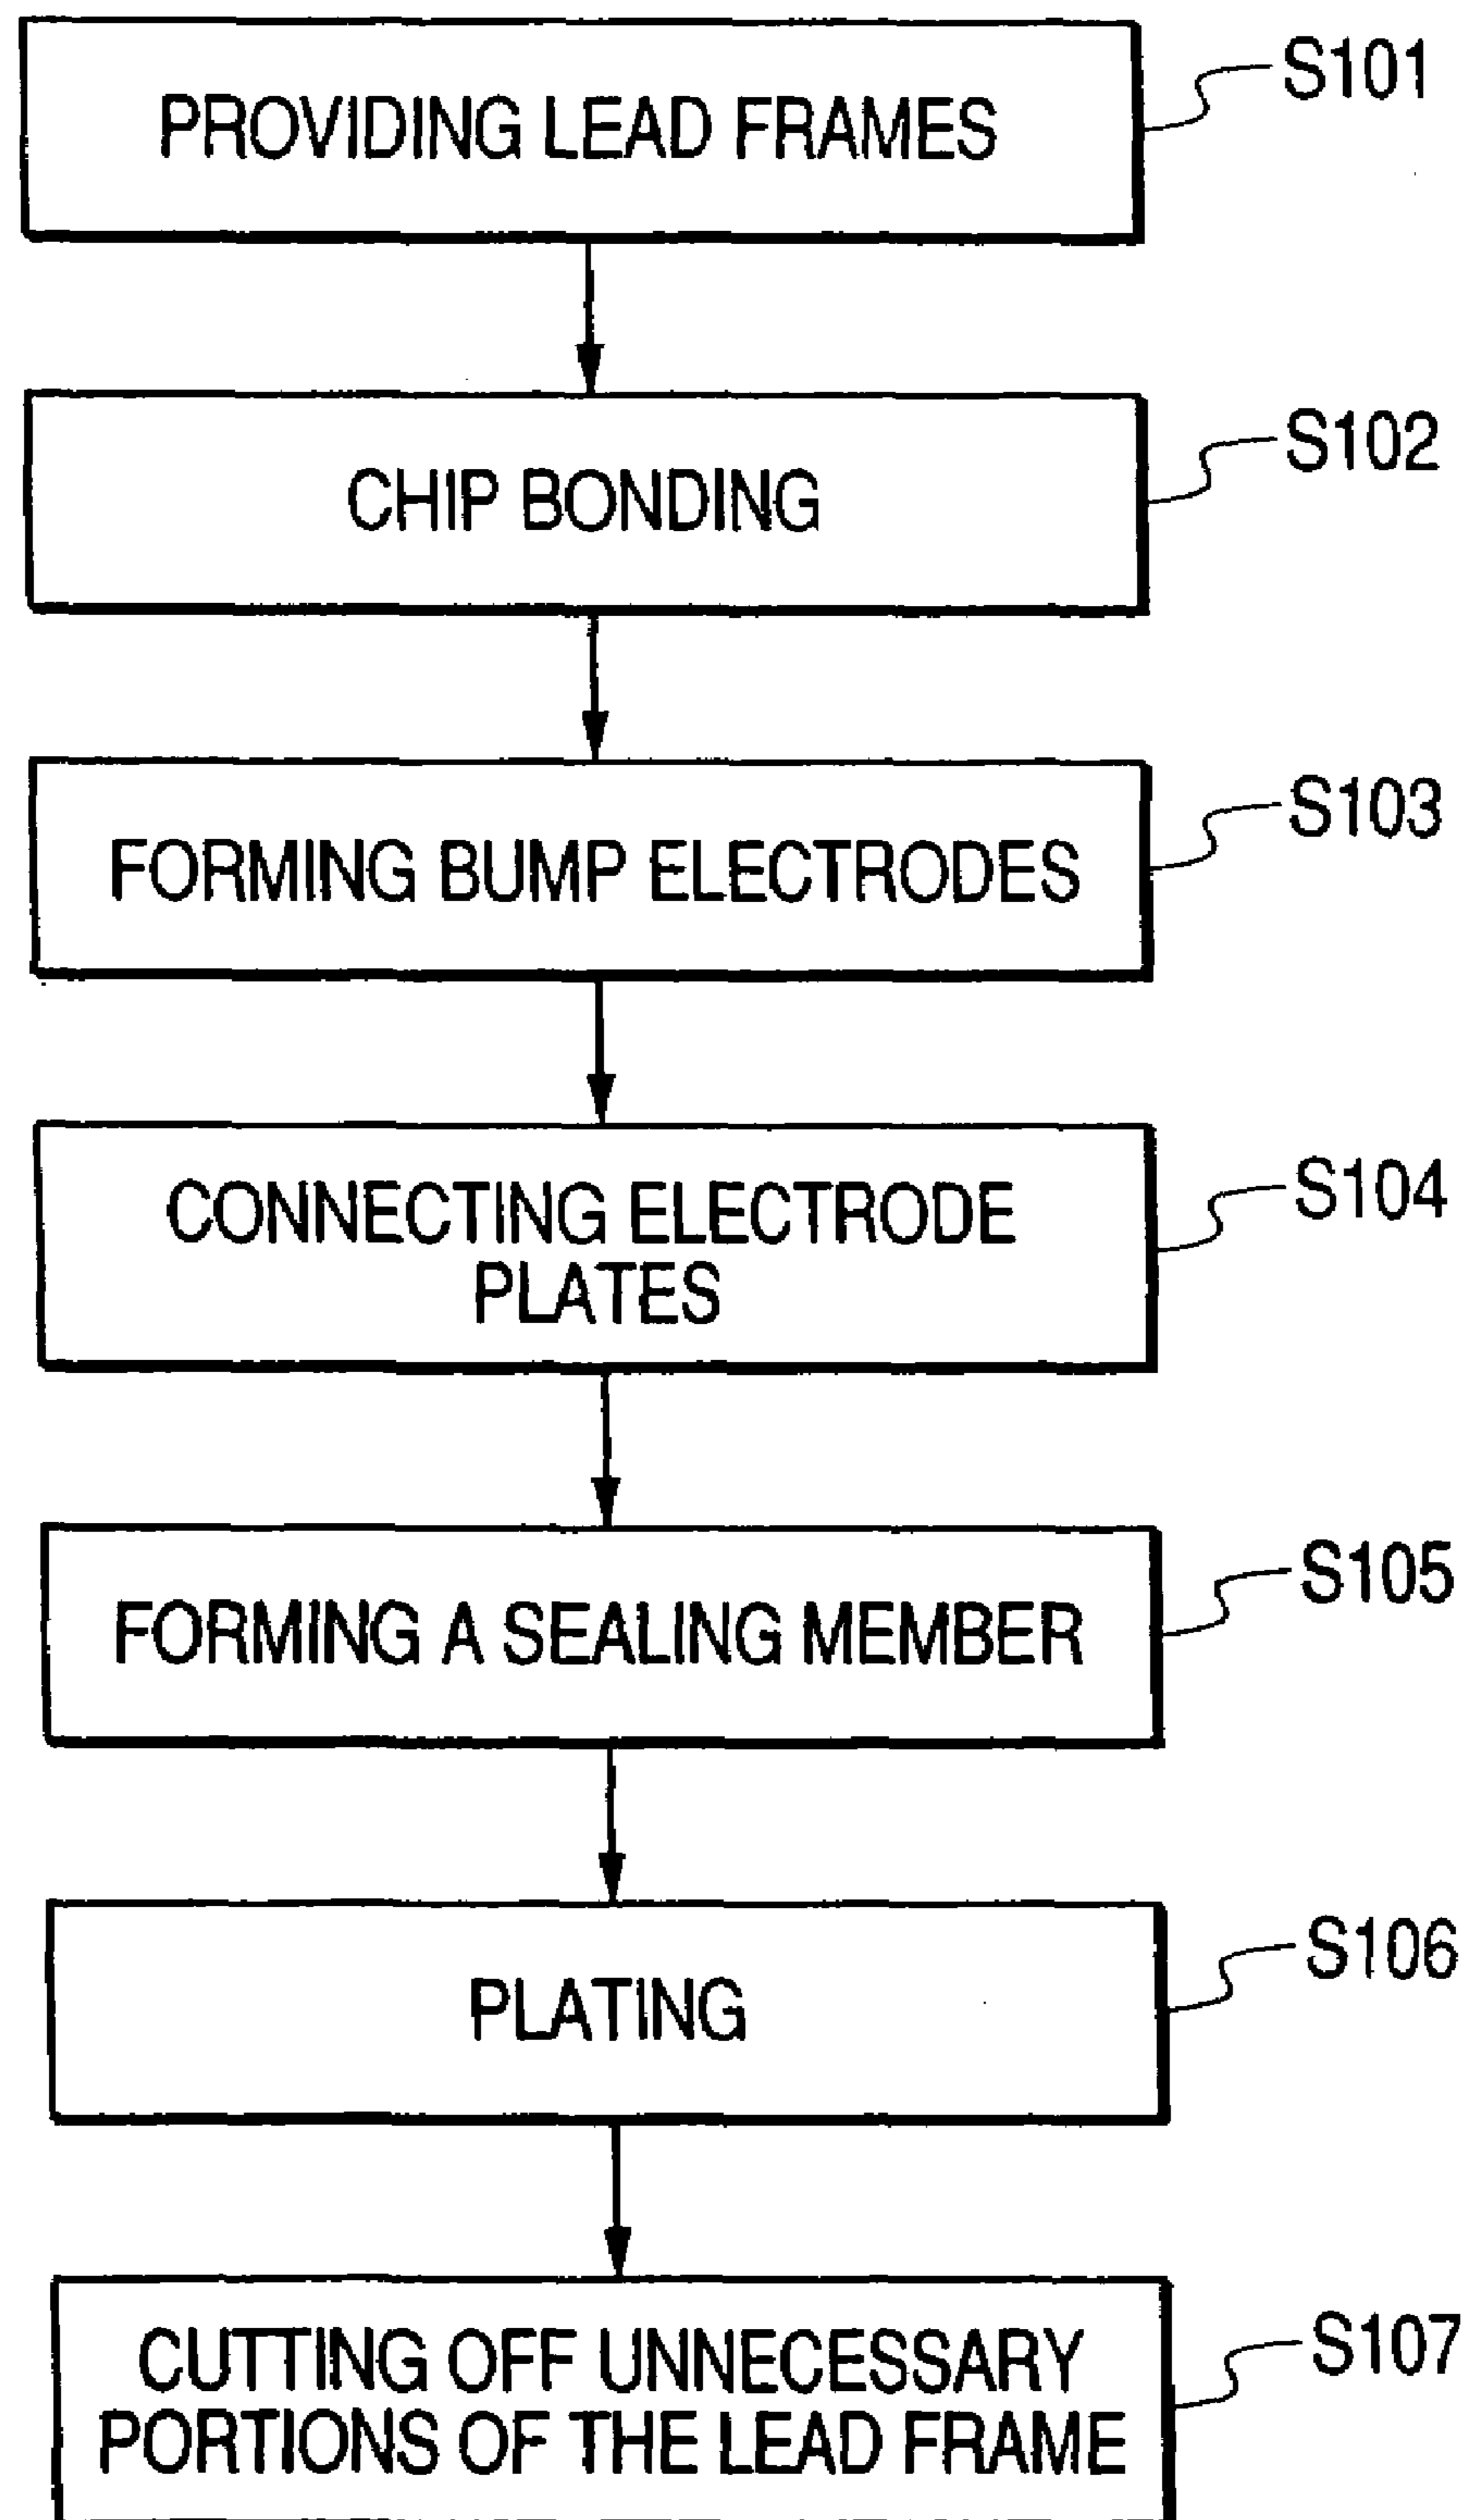 PROVIDING LEAD FRAMES
S101
CHIP BONDING
S102
FORMING BUMP ELECTRODES
S103
CONNECTING ELECTRODE
PLATES
S104
FORMING A SEALING MEMBER
S105
PLATING
S106
CUTTING OFF UNNECESSARY
PORTIONS OF THE LEAD FRAME
S107